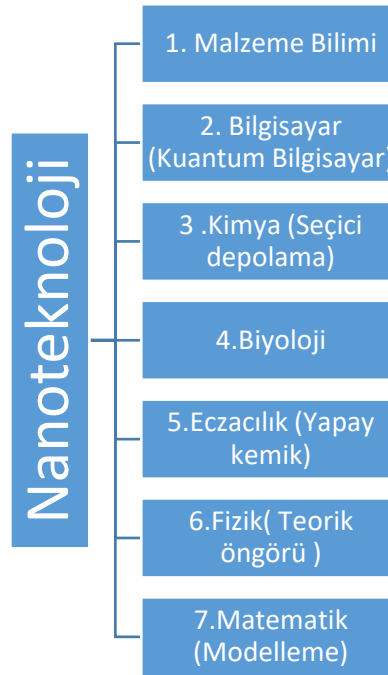 Nanoteknoloji
1. Malzeme Bilimi
2. Bilgisayar
(Kuantum Bilgisayar)
3 .Kimya (Seçici
depolama)
4.Biyoloji
5.Eczacılık (Yapay
kemik)
6.Fizik( Teorik
öngörü )
7.Matematik
(Modelleme)